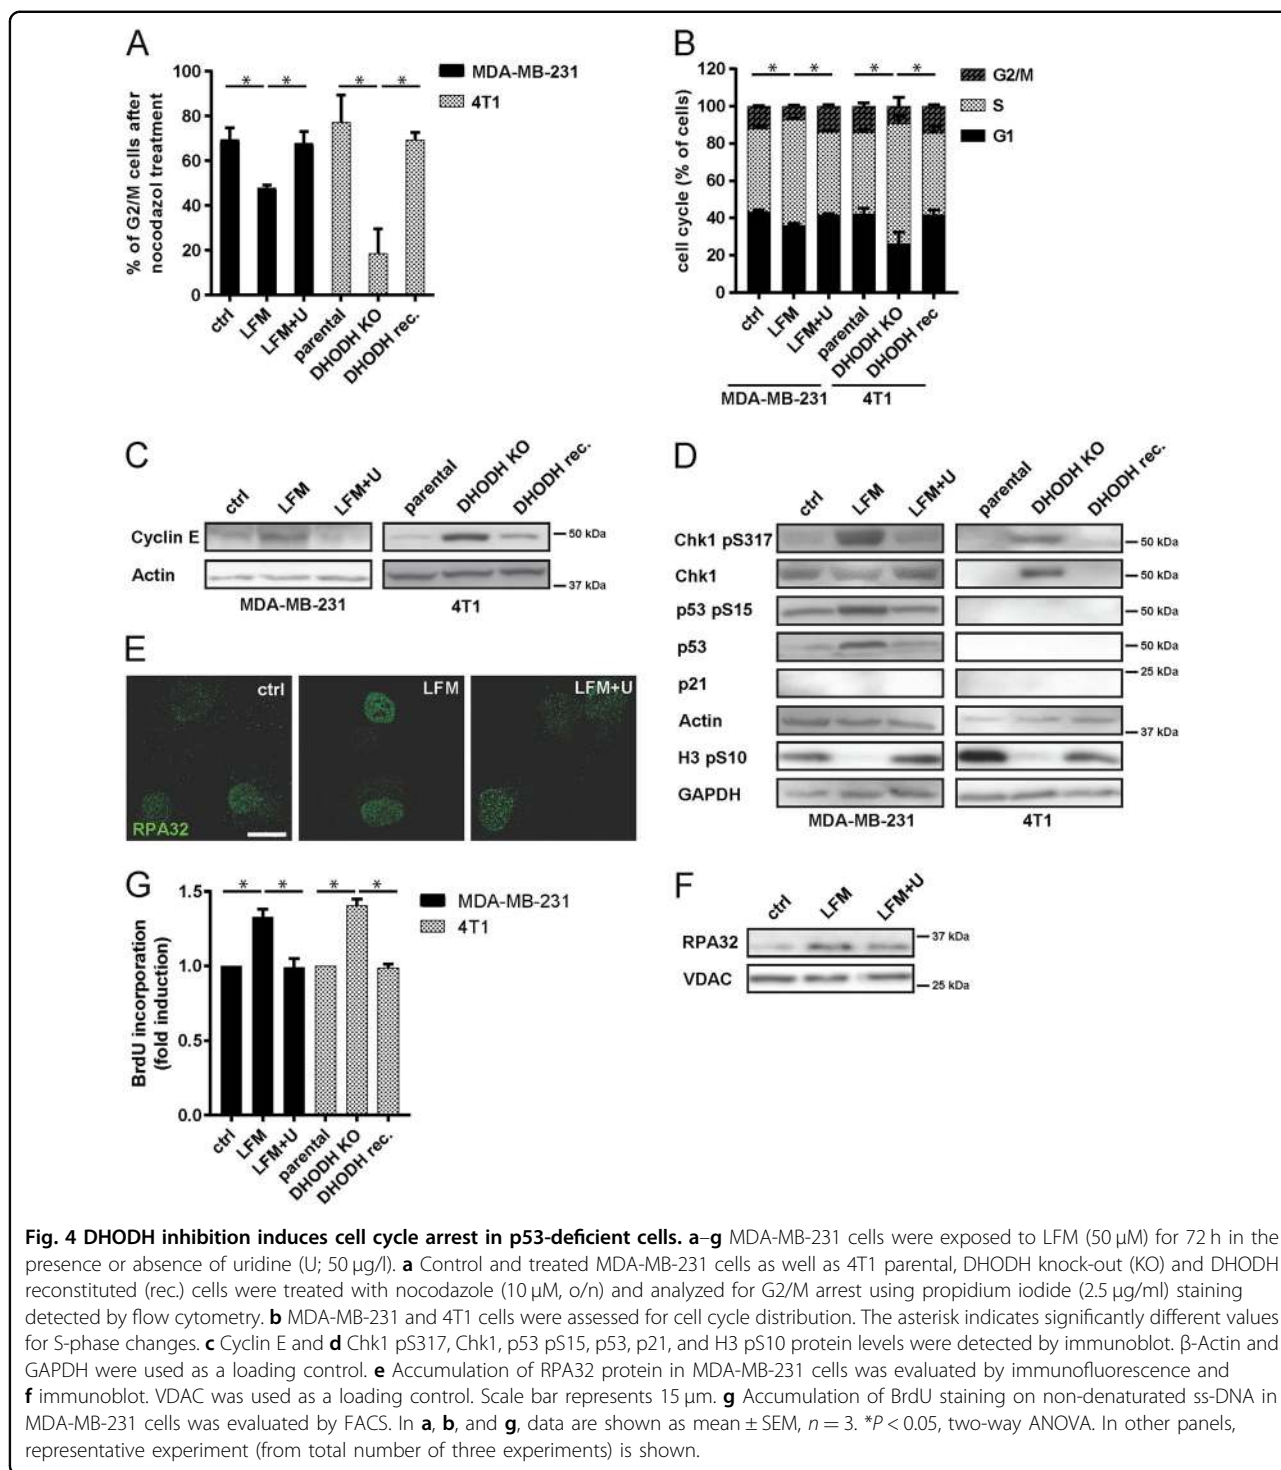 A
% of G2/M cells after
nocodazol treatment
100
80
60
40
20
0
* * * *
MDA-MB-231
4T1
ctrl
LFM
LFM+U
parental
DHODH KO
DHODH rec.
B
cell cycle (% of cells)
120
100
80
60
40
20
0
* * * *
G2/M
S
G1
ctrl
LFM
LFM+U
parental
DHODH KO
DHODH rec
MDA-MB-231
4T1
C
ctrl
LFM
LFM+U
parental
DHODH KO
DHODH rec.
Cyclin E
50 kDa
Actin
37 kDa
MDA-MB-231
4T1
D
ctrl
LFM
LFM+U
parental
DHODH KO
DHODH rec.
Chk1 pS317
50 kDa
Chk1
50 kDa
p53 pS15
50 kDa
p53
50 kDa
p21
25 kDa
Actin
37 kDa
H3 pS10
GAPDH
MDA-MB-231
4T1
E
ctrl
LFM
LFM+U
RPA32
G
BrdU incorporation
(fold induction)
1.5
1.0
0.5
0.0
* * * *
MDA-MB-231
4T1
ctrl
LFM
LFM+U
parental
DHODH KO
DHODH rec.
F
ctrl
LFM
LFM+U
RPA32
37 kDa
VDAC
25 kDa
Fig. 4 DHODH inhibition induces cell cycle arrest in p53-deficient cells. a–g MDA-MB-231 cells were exposed to LFM (50 µM) for 72 h in the
presence or absence of uridine (U; 50 µg/l). a Control and treated MDA-MB-231 cells as well as 4T1 parental, DHODH knock-out (KO) and DHODH
reconstituted (rec.) cells were treated with nocodazole (10 µM, o/n) and analyzed for G2/M arrest using propidium iodide (2.5 µg/ml) staining
detected by flow cytometry. b MDA-MB-231 and 4T1 cells were assessed for cell cycle distribution. The asterisk indicates significantly different values
for S-phase changes. c Cyclin E and d Chk1 pS317, Chk1, p53 pS15, p53, p21, and H3 pS10 protein levels were detected by immunoblot. β-Actin and
GAPDH were used as a loading control. e Accumulation of RPA32 protein in MDA-MB-231 cells was evaluated by immunofluorescence and
f immunoblot. VDAC was used as a loading control. Scale bar represents 15 µm. g Accumulation of BrdU staining on non-denaturated ss-DNA in
MDA-MB-231 cells was evaluated by FACS. In a, b, and g, data are shown as mean ± SEM, n = 3. *P < 0.05, two-way ANOVA. In other panels,
representative experiment (from total number of three experiments) is shown.